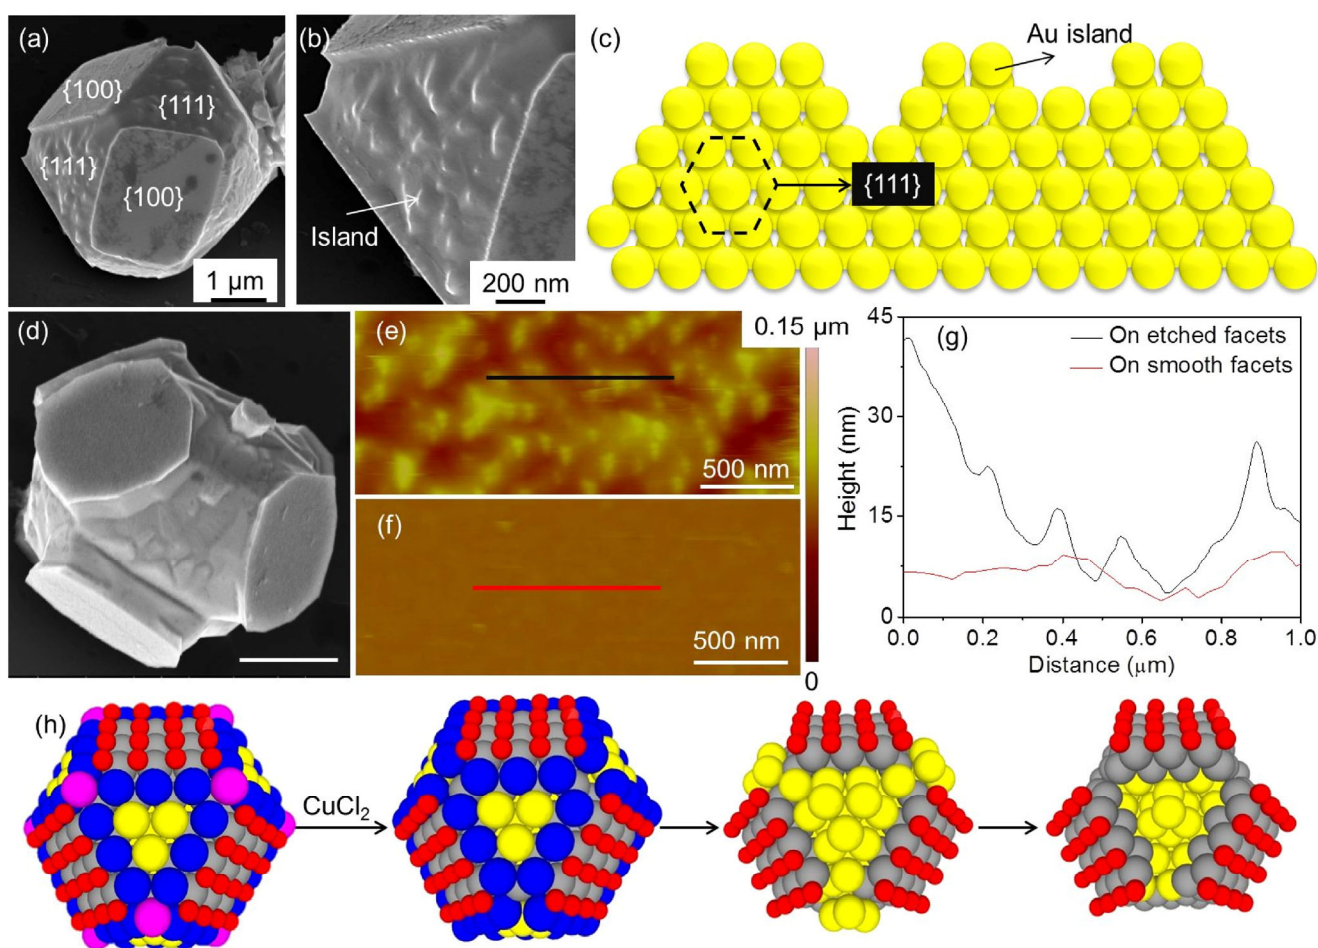 (a)
{100}
{111}
{111}
{100}
1 µm
(b)
Island
200 nm
(c)
Au island
{111}
(d)
(e)
0.15 µm
500 nm
(f)
500 nm
0
(g)
On etched facets
On smooth facets
45
30
15
0
Height (nm)
0.0
0.2
0.4
0.6
0.8
1.0
Distance (µm)
(h)
CuCl₂